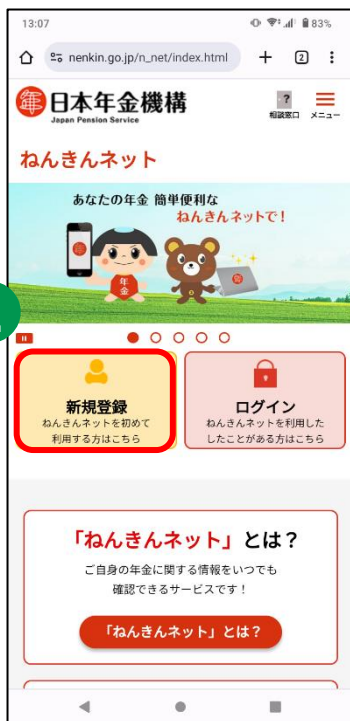 13:07
83%
nenkin.go.jp/n_net/index.html
2
年 日本年金機構
Japan Pension Service
?
相談窓口 メニュー
ねんきんネット
あなたの年金 簡単便利な
ねんきんネットで！
年金
新規登録
ねんきんネットを初めて
利用する方はこちら
ログイン
ねんきんネットを利用した
したことがある方はこちら
「ねんきんネット」とは？
ご自身の年金に関する情報をいつでも
確認できるサービスです！
「ねんきんネット」とは？